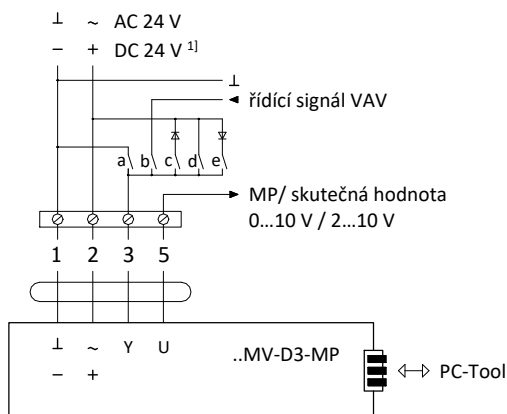 ⊥ ~ AC 24 V
– + DC 24 V 1]
⊥
řídící signál VAV
a b c d e
MP/ skutečná hodnota
0...10 V / 2...10 V
1 2 3 5
⊥ ~ Y U ..MV-D3-MP
– +
PC-Tool